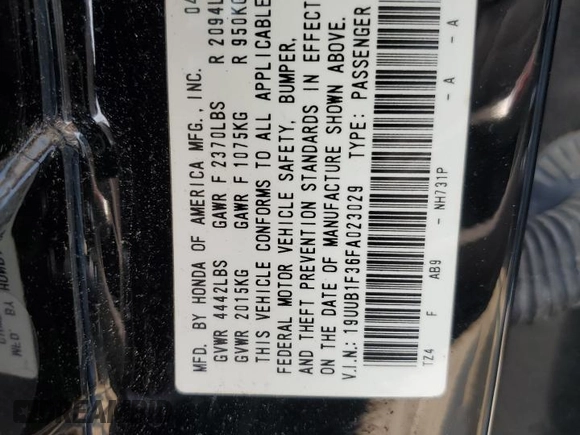 MFD. BY HONDA OF AMERICA MFG., INC. 04
GVWR 4442LBS GAWR F 2370LBS R 2094L
GVWR 2015KG GAWR F 1075KG R 950KG
THIS VEHICLE CONFORMS TO ALL APPLICABLE
FEDERAL MOTOR VEHICLE SAFETY, BUMPER,
AND THEFT PREVENTION STANDARDS IN EFFECT
ON THE DATE OF MANUFACTURE SHOWN ABOVE.
V.I.N.: 19UUB1F36FA023029 TYPE: PASSENGER
TZ4 F AB9 - NH731P - A - A